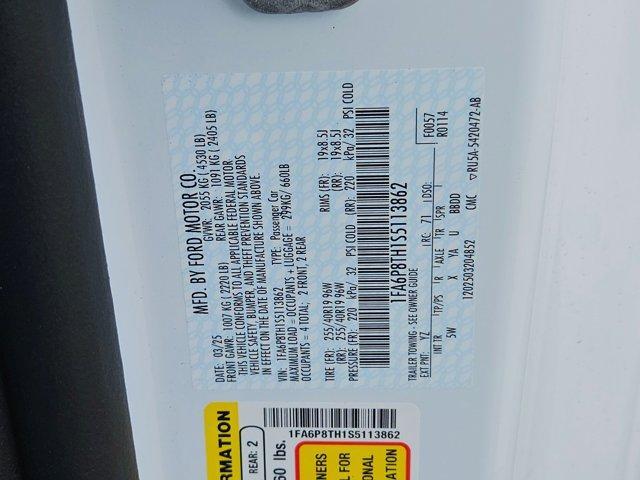 MFD. BY FORD MOTOR CO.
DATE: 03/25 GVWR: 2055 KG ( 4530 LB)
FRONT GAWR: 1007 KG ( 2220 LB) REAR GAWR: 1091 KG ( 2405 LB)
THIS VEHICLE CONFORMS TO ALL APPLICABLE FEDERAL MOTOR
VEHICLE SAFETY, BUMPER, AND THEFT PREVENTION STANDARDS
IN EFFECT ON THE DATE OF MANUFACTURE SHOWN ABOVE.
VIN: 1FA6P8TH1S5113862 TYPE: Passenger Car
MAXIMUM LOAD = OCCUPANTS + LUGGAGE = 299KG/ 660LB
OCCUPANTS = 4 TOTAL; 2 FRONT, 2 REAR
TIRE (FR): 255/40R19 96W RIMS (FR): 19x8.5J
(RR): 255/40R19 96W (RR): 19x8.5J
PRESSURE (FR): 220 kPa/ 32 PSI COLD (RR): 220 kPa/ 32 PSI COLD
1FA6P8TH1S5113862
TRAILER TOWING - SEE OWNER GUIDE F0057
EXT PNT: YZ RC: 71 DSO: R0114
INT TR TP/PS R AXLE TR SPR
5W X YA U BBDD
12025032048S2 CMC ▽RU5A-5420472-AB
1FA6P8TH1S5113862
REAR: 2